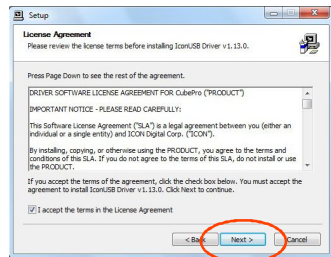 Setup
License Agreement
Please review the license terms before installing IconUSB Driver v1.13.0.
Press Page Down to see the rest of the agreement.
DRIVER SOFTWARE LICENSE AGREEMENT for CubePro ("PRODUCT")
IMPORTANT NOTICE - PLEASE READ CAREFULLY:
This Software License Agreement ("SLA") is a legal agreement between you (either an
individual or a single entity) and ICON Digital Corp. ("ICON").
By installing, copying, or otherwise using the PRODUCT, you agree to the terms and
conditions of this SLA. If you do not agree to the terms of this SLA, do not install or use
the PRODUCT.
If you accept the terms of the agreement, click the check box below. You must accept the
agreement to install IconUSB Driver v1.13.0. Click Next to continue.
I accept the terms in the License Agreement
< Back Next > Cancel